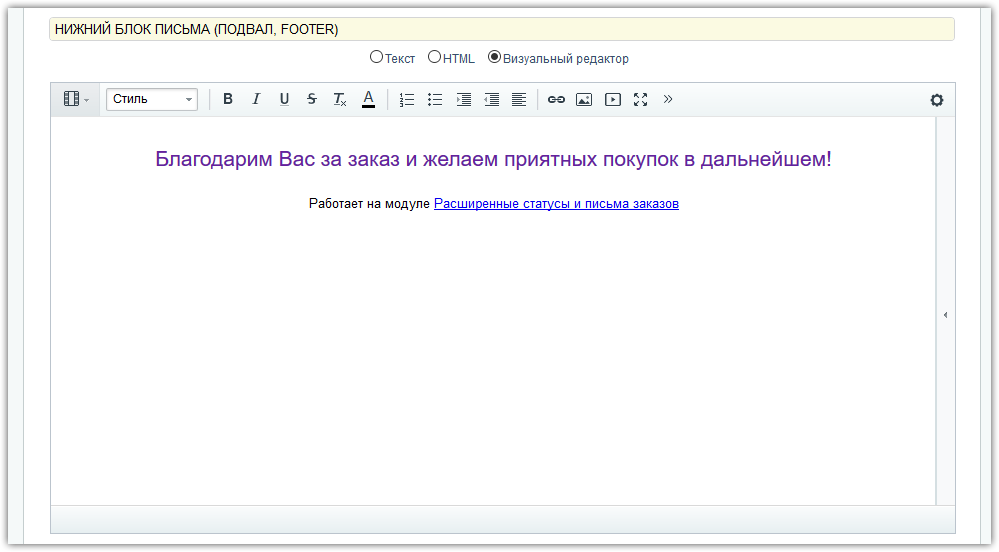 НИЖНИЙ БЛОК ПИСЬМА (ПОДВАЛ, FOOTER)
Текст HTML Визуальный редактор
Стиль B I U S Tx A
Благодарим Вас за заказ и желаем приятных покупок в дальнейшем!
Работает на модуле Расширенные статусы и письма заказов